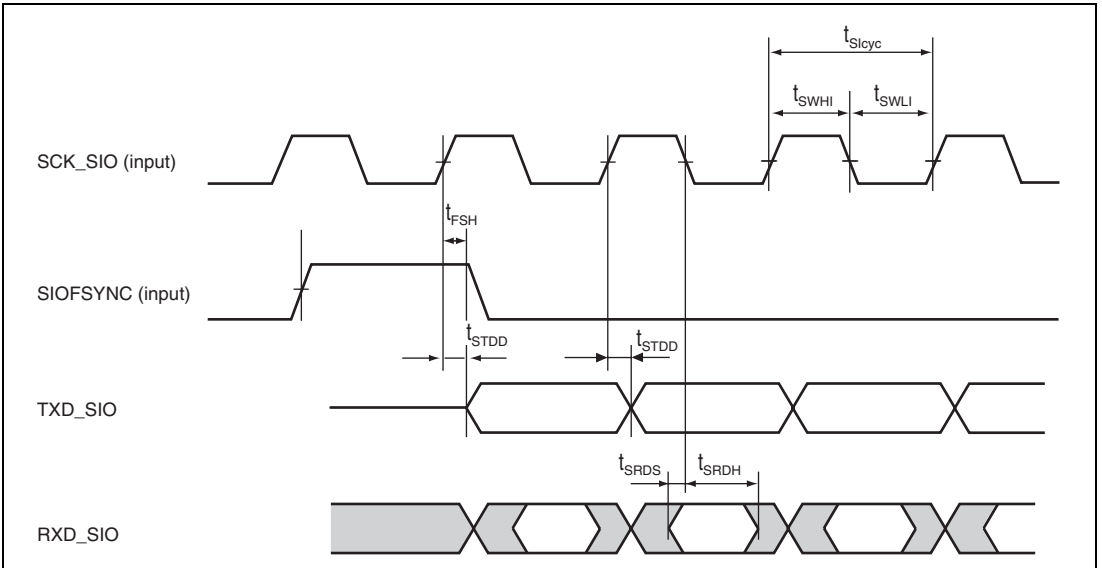 tSIcyc
tSWHI
tSWLI
SCK_SIO (input)
tFSH
SIOFSYNC (input)
tSTDD
tSTDD
TXD_SIO
tSRDS
tSRDH
RXD_SIO